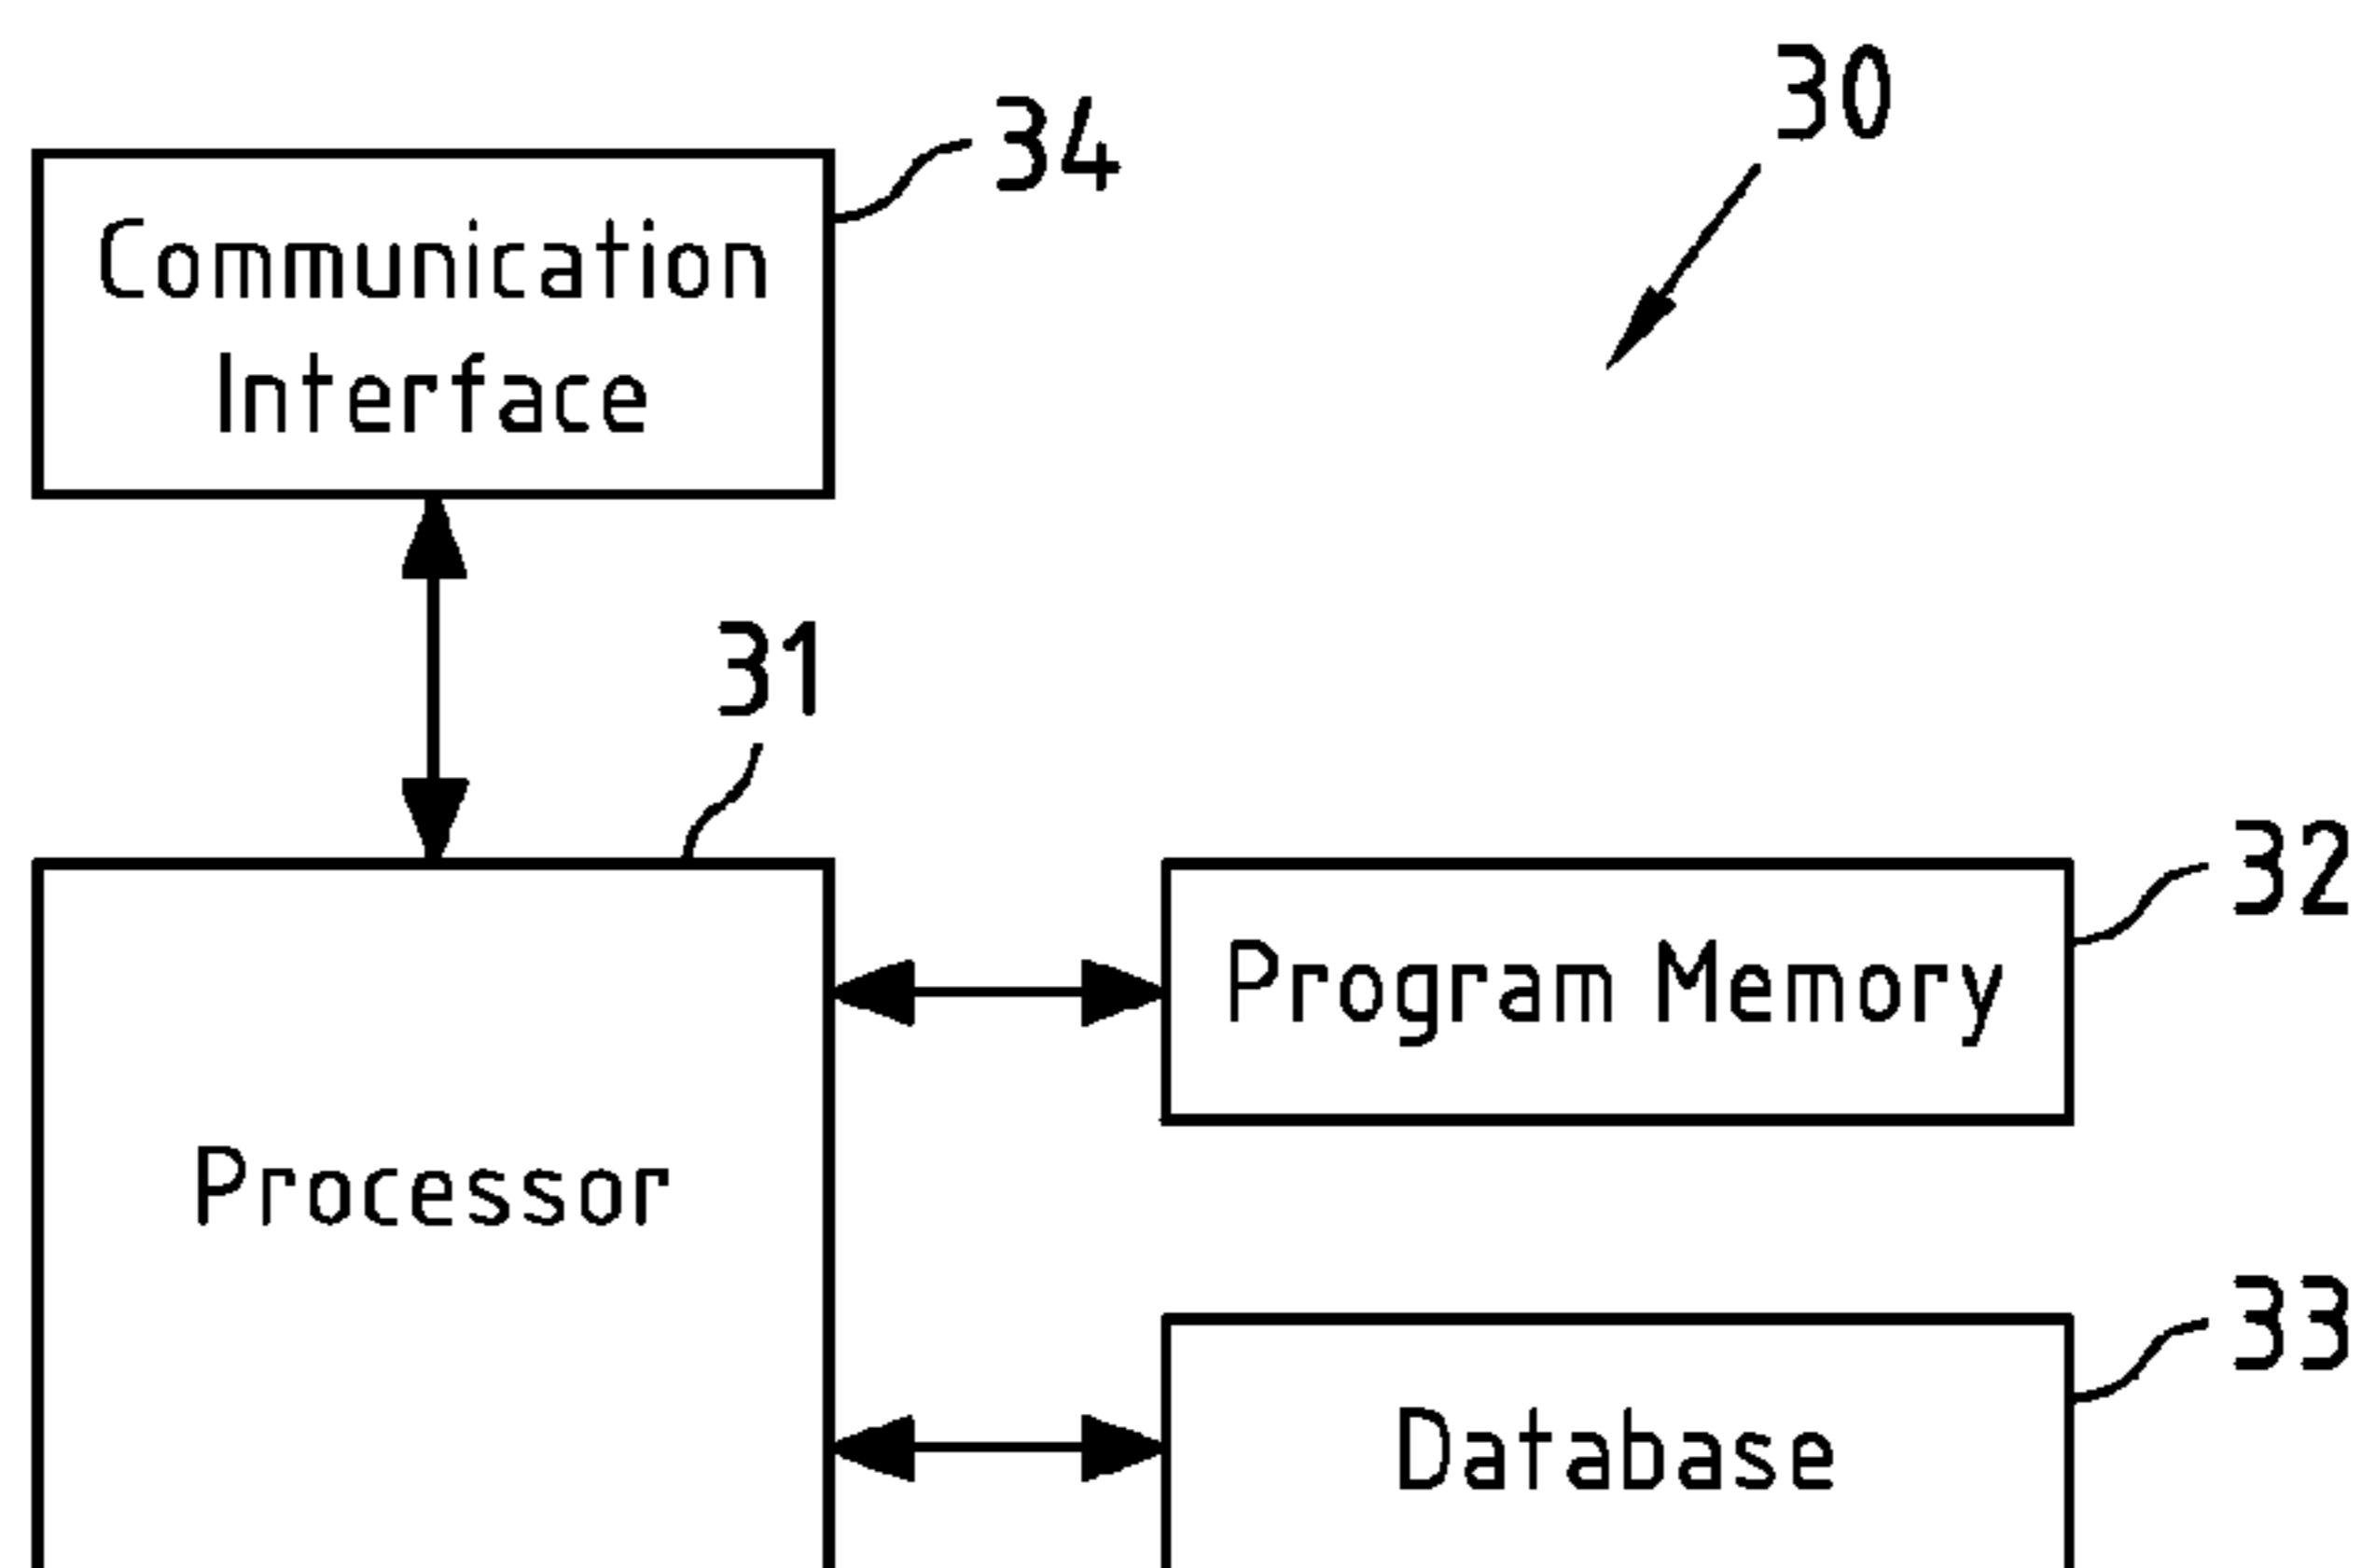 30
34
Communication
Interface
31
32
Program Memory
Processor
33
Database